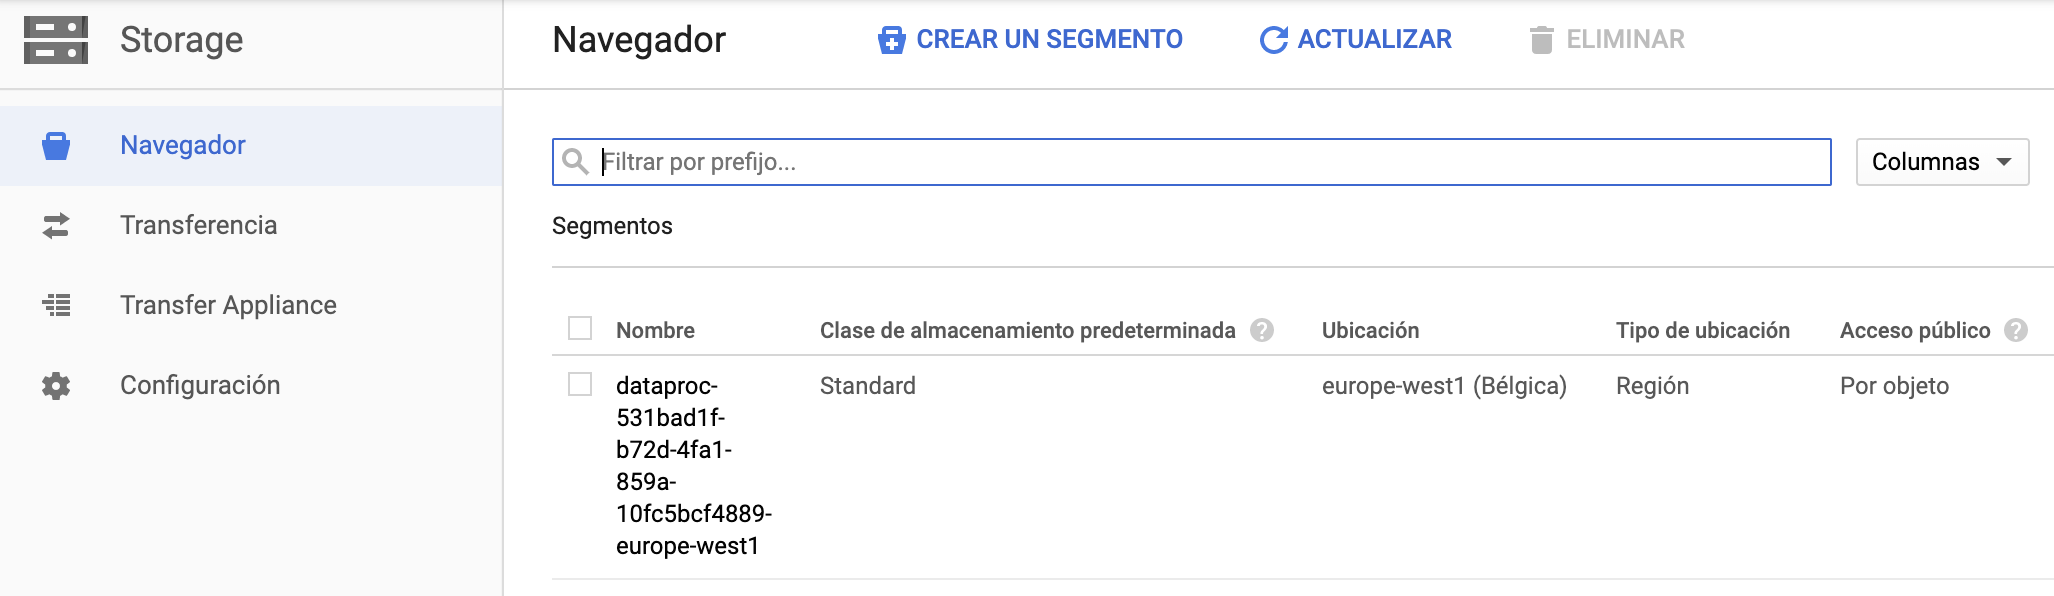 Storage
Navegador
CREAR UN SEGMENTO
ACTUALIZAR
ELIMINAR
Navegador
Transferencia
Transfer Appliance
Configuración
Filtrar por prefijo...
Columnas
Segmentos
Nombre
Clase de almacenamiento predeterminada
?
Ubicación
Tipo de ubicación
Acceso público
?
dataproc-
531bad1f-
b72d-4fa1-
859a-
10fc5bcf4889-
europe-west1
Standard
europe-west1 (Bélgica)
Región
Por objeto